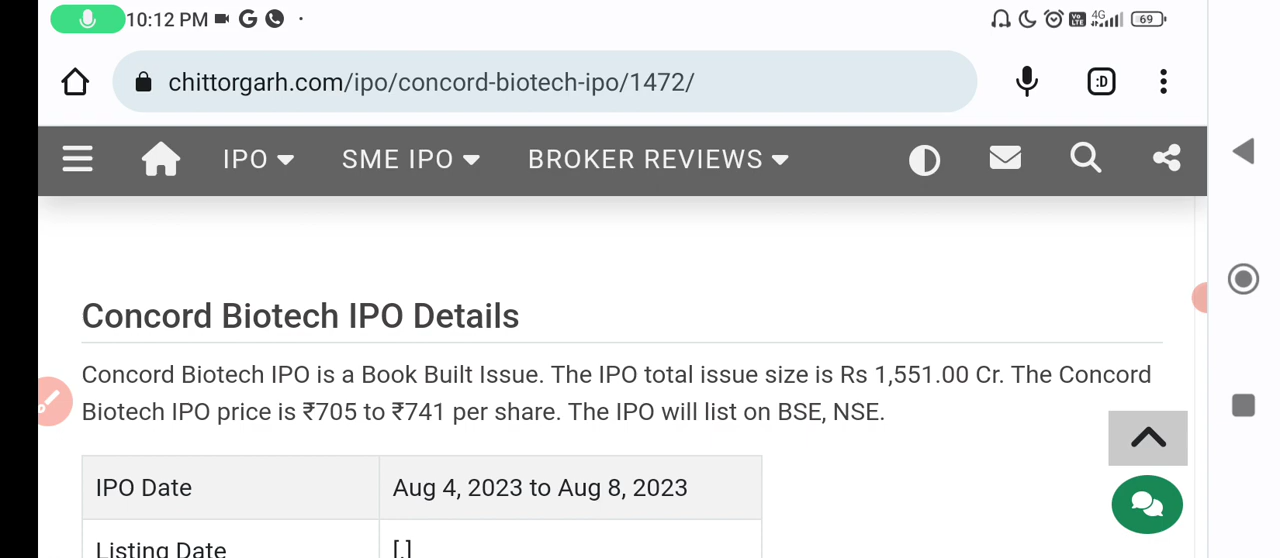 10:12 PM
4G
Vo LTE
69
chittorgarh.com/ipo/concord-biotech-ipo/1472/
:D
IPO SME IPO BROKER REVIEWS
Concord Biotech IPO Details
Concord Biotech IPO is a Book Built Issue. The IPO total issue size is Rs 1,551.00 Cr. The Concord
Biotech IPO price is ₹705 to ₹741 per share. The IPO will list on BSE, NSE.
IPO Date Aug 4, 2023 to Aug 8, 2023
Listing Date [.]